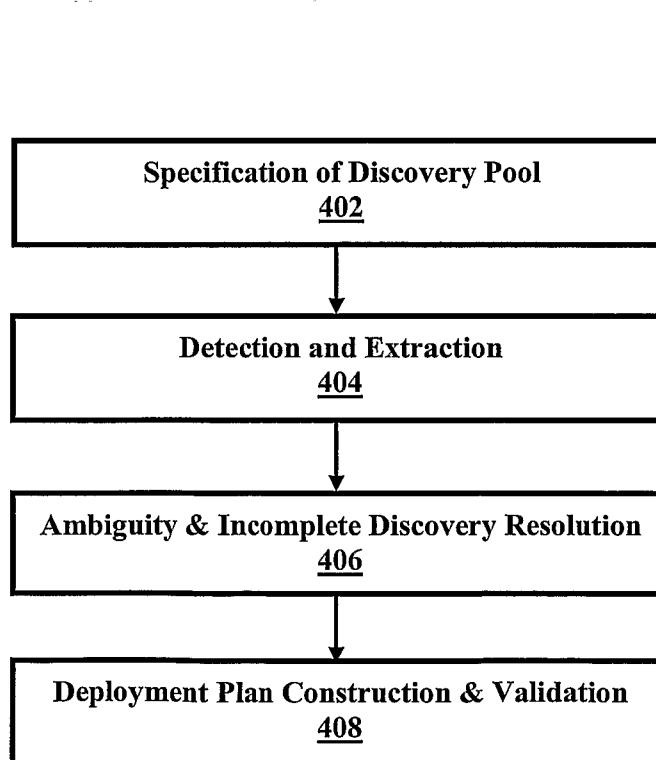 Specification of Discovery Pool
402
Detection and Extraction
404
Ambiguity & Incomplete Discovery Resolution
406
Deployment Plan Construction & Validation
408